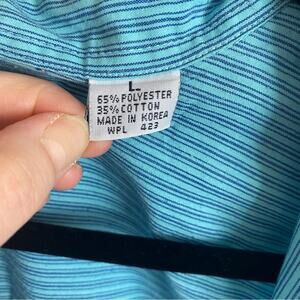 L
65% POLYESTER
35% COTTON
MADE IN KOREA
WPL 423